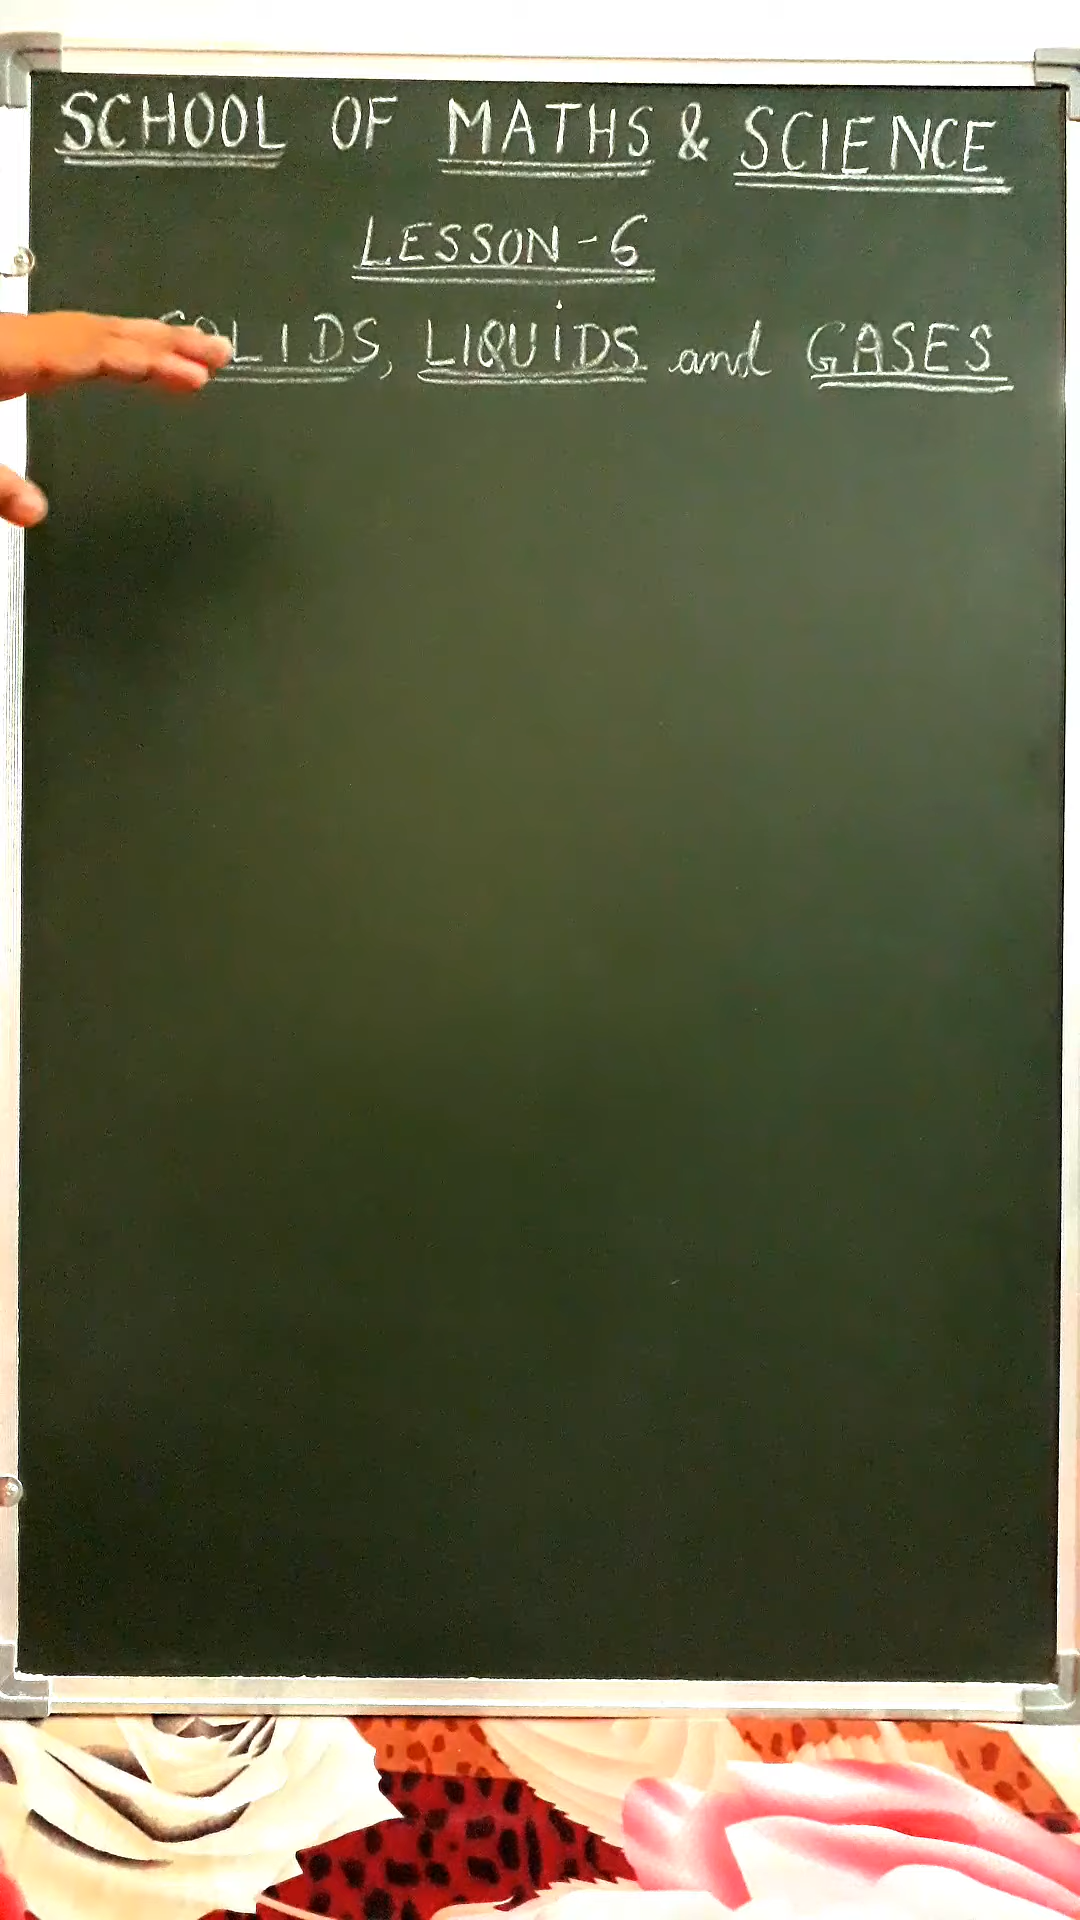 SCHOOL OF MATHS & SCIENCE
LESSON - 6
SOLIDS, LIQUiDS and GASES